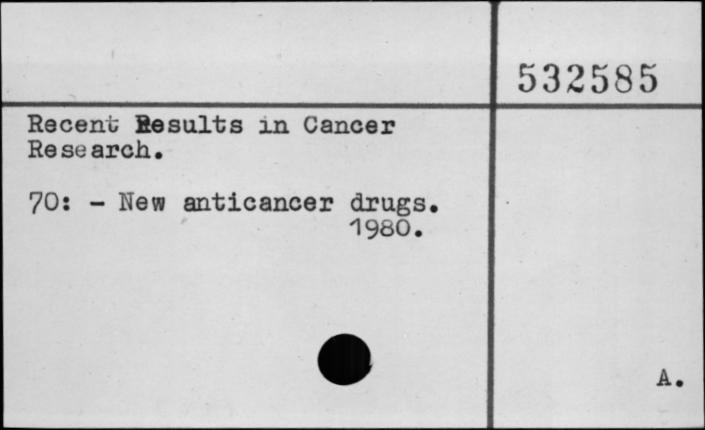 532585
Recent Results in Cancer
Research.
70: - New anticancer drugs.
1980.
A.